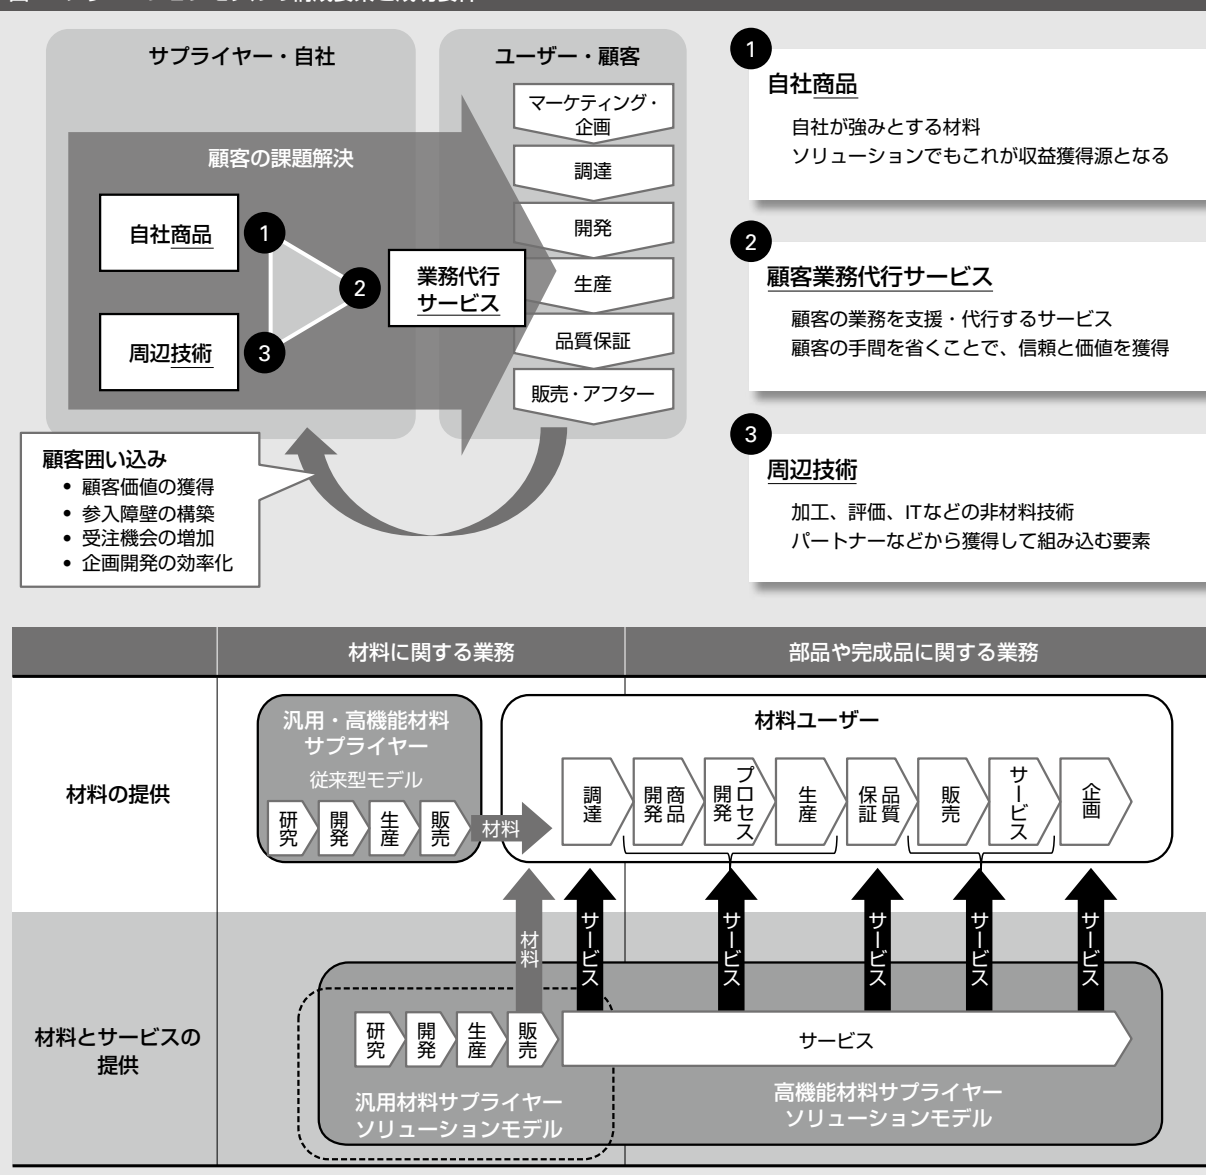 サプライヤー・自社
ユーザー・顧客
顧客の課題解決
自社商品
1
2
周辺技術
3
業務代行
サービス
マーケティング・
企画
調達
開発
生産
品質保証
販売・アフター
顧客囲い込み
• 顧客価値の獲得
• 参入障壁の構築
• 受注機会の増加
• 企画開発の効率化
1
自社商品
自社が強みとする材料
ソリューションでもこれが収益獲得源となる
2
顧客業務代行サービス
顧客の業務を支援・代行するサービス
顧客の手間を省くことで、信頼と価値を獲得
3
周辺技術
加工、評価、ITなどの非材料技術
パートナーなどから獲得して組み込む要素
材料に関する業務
部品や完成品に関する業務
材料の提供
汎用・高機能材料
サプライヤー
従来型モデル
研究
開発
生産
販売
材料
材料ユーザー
調達
商品
開発
プロセス
開発
生産
品質
保証
販売
サービス
企画
材料
サービス
サービス
サービス
サービス
サービス
材料とサービスの
提供
研究
開発
生産
販売
サービス
汎用材料サプライヤー
ソリューションモデル
高機能材料サプライヤー
ソリューションモデル